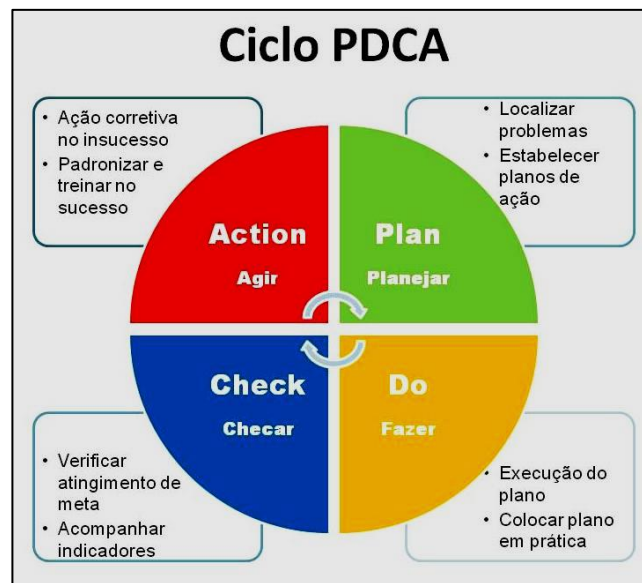 Ciclo PDCA
• Ação corretiva
no insucesso
• Padronizar e
treinar no
sucesso
• Localizar
problemas
• Estabelecer
planos de
ação
Action
Agir
Plan
Planejar
Check
Checar
Do
Fazer
• Verificar
atingimento de
meta
• Acompanhar
indicadores
• Execução do
plano
• Colocar plano
em prática